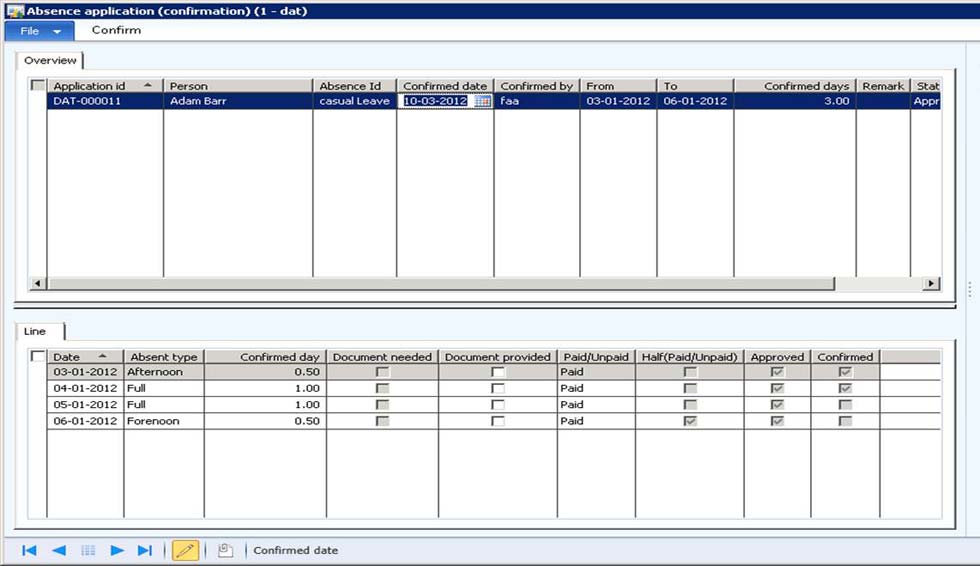 Absence application (confirmation) (1 - dat)
File Confirm
Overview
Application id Person Absence Id Confirmed date Confirmed by From To Confirmed days Remark Stat
DAT-000011 Adam Barr casual Leave 10-03-2012 faa 03-01-2012 06-01-2012 3.00 Appr
Line
Date Absent type Confirmed day Document needed Document provided Paid/Unpaid Half(Paid/Unpaid) Approved Confirmed
03-01-2012 Afternoon 0.50 Paid
04-01-2012 Full 1.00 Paid
05-01-2012 Full 1.00 Paid
06-01-2012 Forenoon 0.50 Paid
Confirmed date